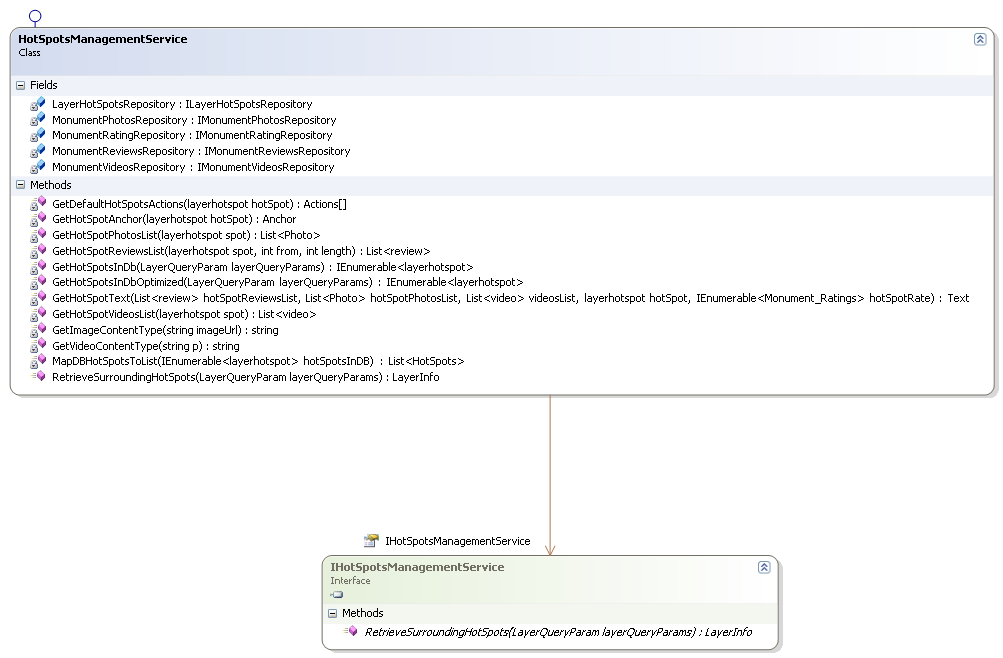 HotSpotsManagementService
Class
Fields
LayerHotSpotsRepository : ILayerHotSpotsRepository
MonumentPhotosRepository : IMonumentPhotosRepository
MonumentRatingRepository : IMonumentRatingRepository
MonumentReviewsRepository : IMonumentReviewsRepository
MonumentVideosRepository : IMonumentVideosRepository
Methods
GetDefaultHotSpotsActions(layerhotspot hotSpot) : Actions[]
GetHotSpotAnchor(layerhotspot hotSpot) : Anchor
GetHotSpotPhotosList(layerhotspot spot) : List<Photo>
GetHotSpotReviewsList(layerhotspot spot, int from, int length) : List<review>
GetHotSpotsInDb(LayerQueryParam layerQueryParams) : IEnumerable<layerhotspot>
GetHotSpotsInDbOptimized(LayerQueryParam layerQueryParams) : IEnumerable<layerhotspot>
GetHotSpotText(List<review> hotSpotReviewsList, List<Photo> hotSpotPhotosList, List<video> videosList, layerhotspot hotSpot, IEnumerable<Monument_Ratings> hotSpotRate) : Text
GetHotSpotVideosList(layerhotspot spot) : List<video>
GetImageContentType(string imageUrl) : string
GetVideoContentType(string p) : string
MapDBHotSpotsToList(IEnumerable<layerhotspot> hotSpotsInDB) : List<HotSpots>
RetrieveSurroundingHotSpots(LayerQueryParam layerQueryParams) : LayerInfo
IHotSpotsManagementService
IHotSpotsManagementService
Interface
Methods
RetrieveSurroundingHotSpots(LayerQueryParam layerQueryParams) : LayerInfo